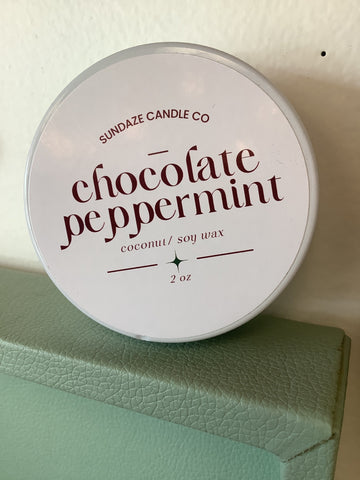 SUNDAZE CANDLE CO
chocolate
peppermint
coconut/ soy wax
2 oz